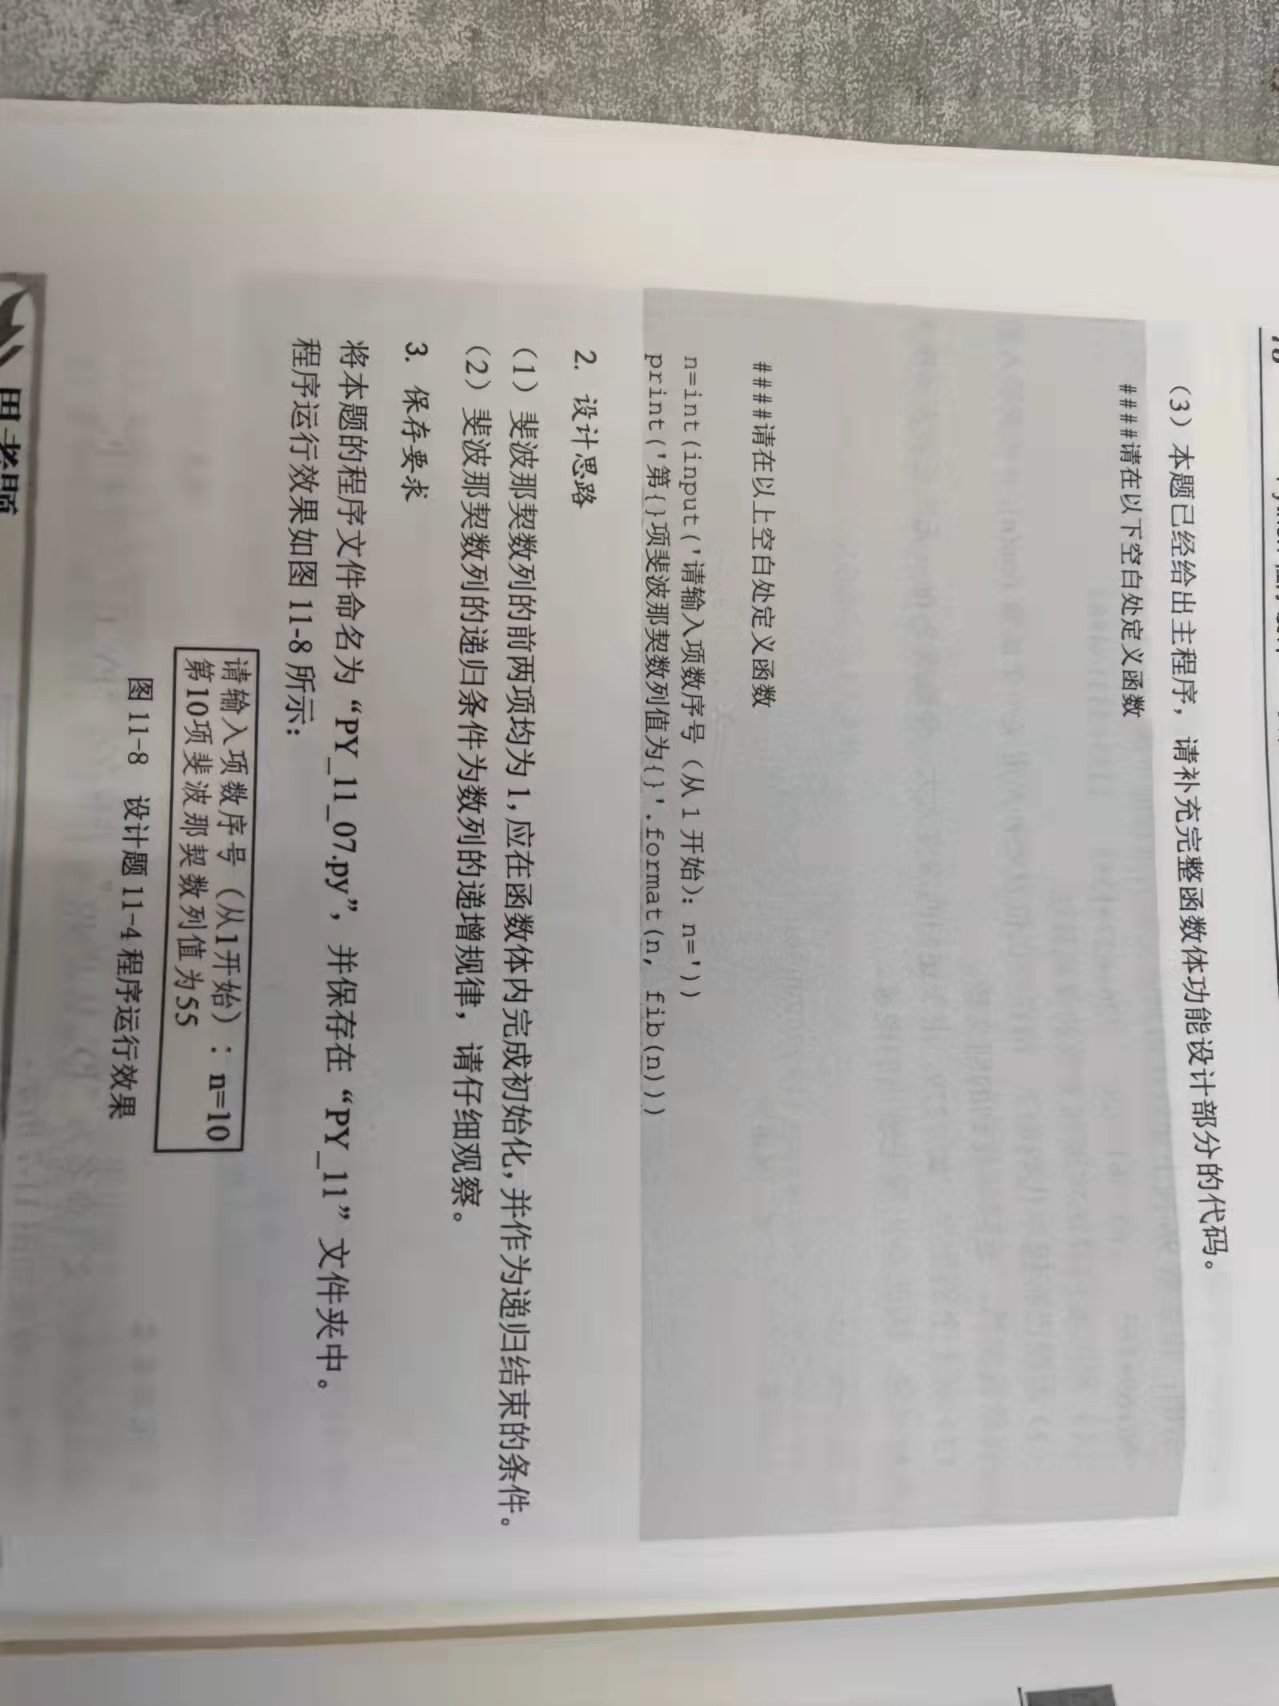 （3）本题已经给出主程序，请补充完整函数体功能设计部分的代码。
####请在以下空白处定义函数
####请在以上空白处定义函数
n=int(input('请输入项数序号（从1开始）：n='))
print('第{}项斐波那契数列值为{}'.format(n, fib(n)))
2. 设计思路
（1）斐波那契数列的前两项均为1，应在函数体内完成初始化，并作为递归结束的条件。
（2）斐波那契数列的递归条件为数列的递增规律，请仔细观察。
3. 保存要求
将本题的程序文件命名为“PY_11_07.py”，并保存在“PY_11”文件夹中。
程序运行效果如图11-8所示：
请输入项数序号（从1开始）：n=10
第10项斐波那契数列值为55
图11-8 设计题11-4程序运行效果
思考题